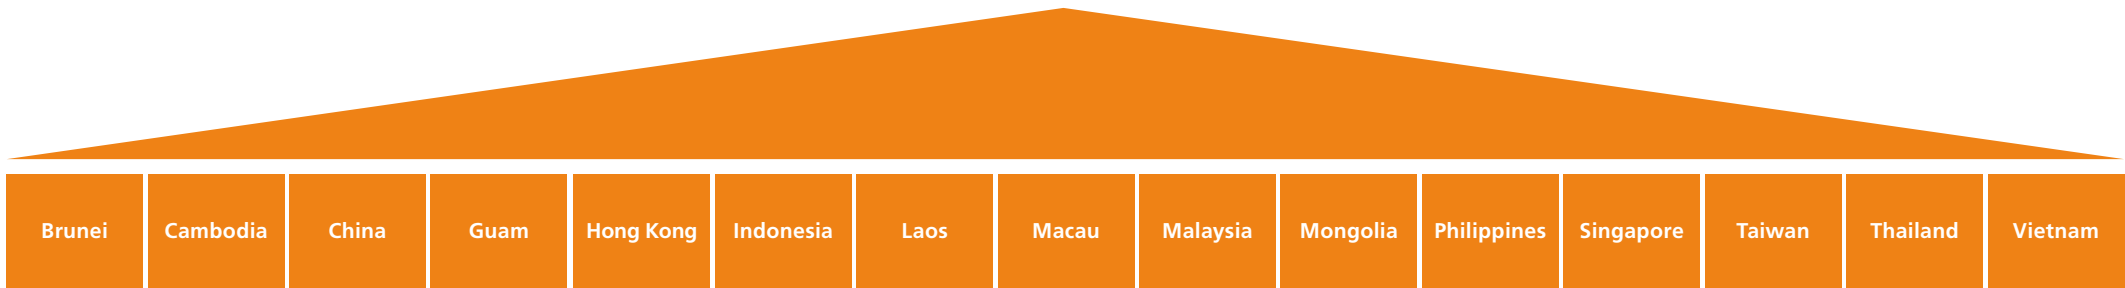 Brunei
Cambodia
China
Guam
Hong Kong
Indonesia
Laos
Macau
Malaysia
Mongolia
Philippines
Singapore
Taiwan
Thailand
Vietnam